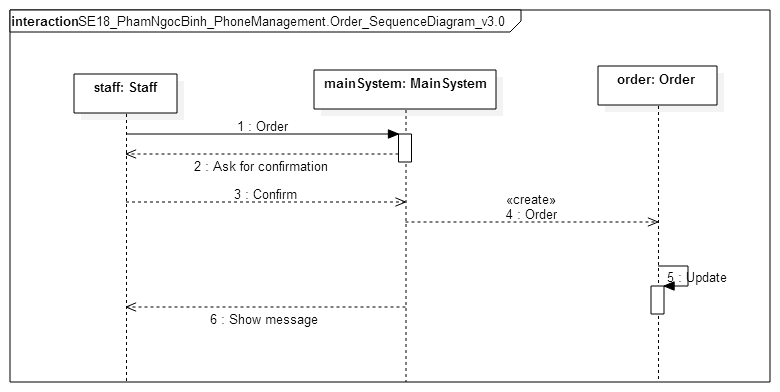 interactionSE18_PhamNgocBinh_PhoneManagement.Order_SequenceDiagram_v3.0
staff: Staff
mainSystem: MainSystem
order: Order
1 : Order
2 : Ask for confirmation
3 : Confirm
«create»
4 : Order
5 : Update
6 : Show message